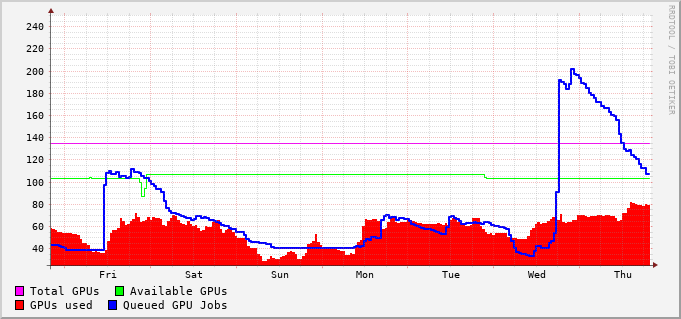 240
220
200
180
160
140
120
100
80
60
40
Fri Sat Sun Mon Tue Wed Thu
Total GPUs Available GPUs
GPUs used Queued GPU Jobs
RRDTOOL / TOBI OETIKER